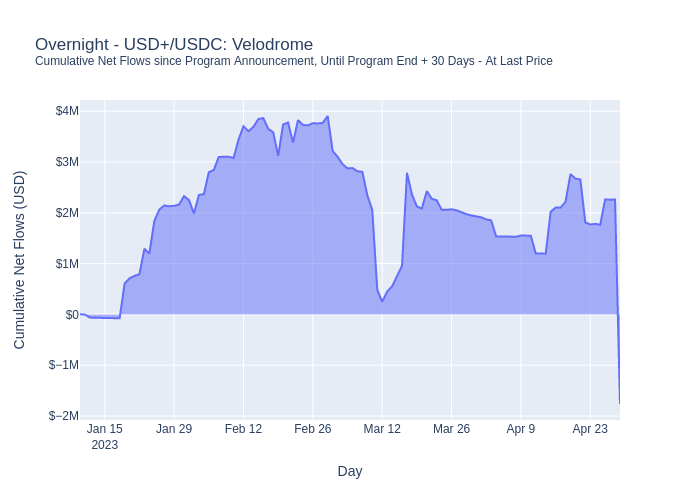 Overnight - USD+/USDC: Velodrome
Cumulative Net Flows since Program Announcement, Until Program End + 30 Days - At Last Price
Cumulative Net Flows (USD)
$4M
$3M
$2M
$1M
$0
$−1M
$−2M
Jan 15 Jan 29 Feb 12 Feb 26 Mar 12 Mar 26 Apr 9 Apr 23
2023
Day